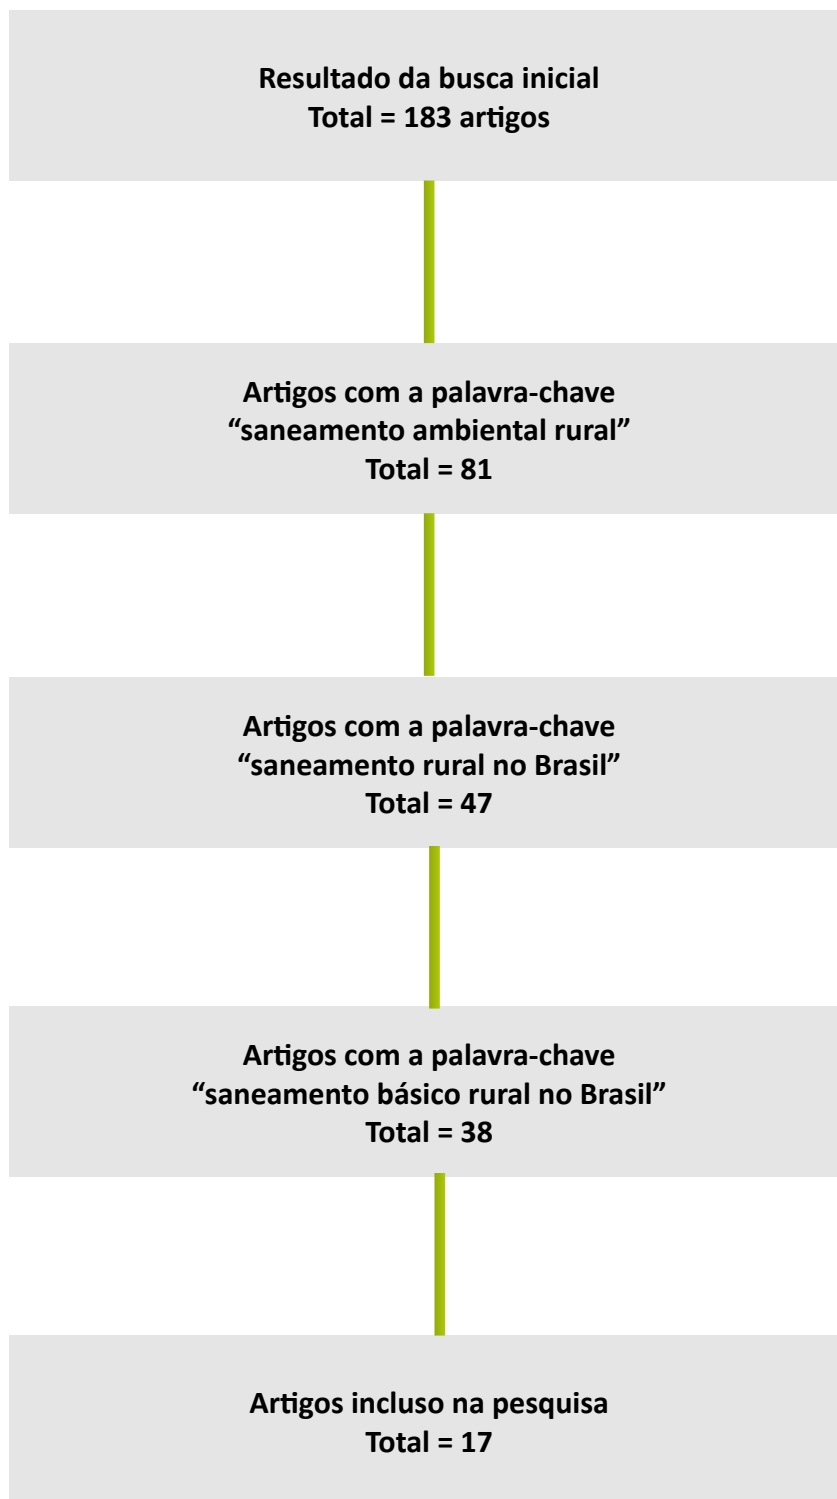 Resultado da busca inicial
Total = 183 artigos
Artigos com a palavra-chave
“saneamento ambiental rural”
Total = 81
Artigos com a palavra-chave
“saneamento rural no Brasil”
Total = 47
Artigos com a palavra-chave
“saneamento básico rural no Brasil”
Total = 38
Artigos incluso na pesquisa
Total = 17